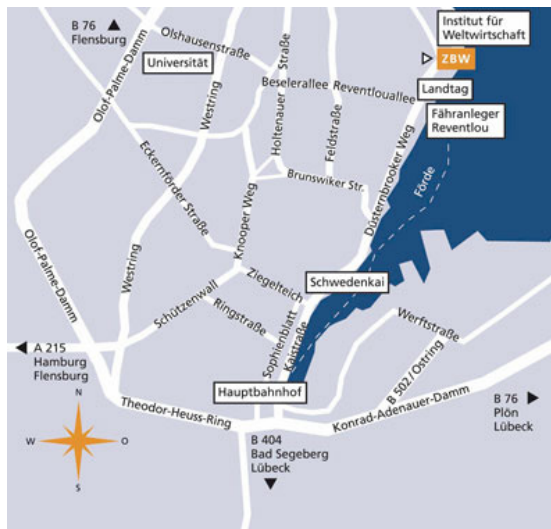 B 76
Flensburg
Olof-Palme-Damm
Olshausenstraße
Universität
Westring
Holtenauer Straße
Beselerallee
Reventlouallee
Feldstraße
Institut für
Weltwirtschaft
ZBW
Landtag
Fähranleger
Reventlou
Eckernförder Straße
Knooper Weg
Brunswiker Str.
Düsternbrooker Weg
Förde
Olof-Palme-Damm
Westring
Schützenwall
Ziegelteich
Ringstraße
Schwedenkai
Sophienblatt
Kaistraße
Werftstraße
B 502/Ostring
A 215
Hamburg
Flensburg
Hauptbahnhof
Theodor-Heuss-Ring
Konrad-Adenauer-Damm
B 76
Plön
Lübeck
B 404
Bad Segeberg
Lübeck
N
W
O
S